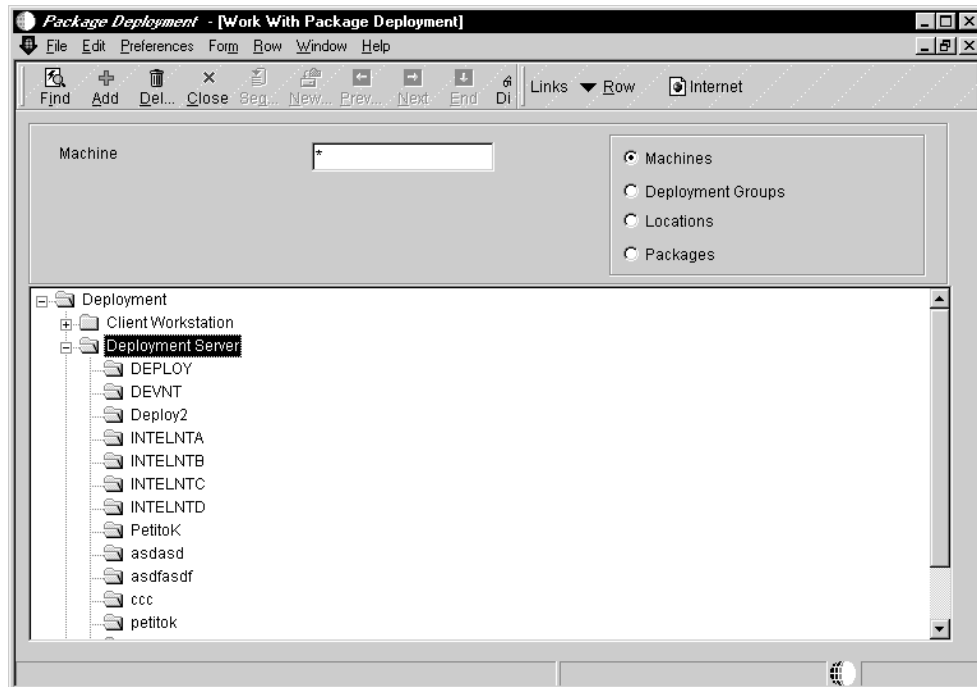 Package Deployment - [Work With Package Deployment]
File Edit Preferences Form Row Window Help
Find Add Del... Close Seq... New... Prev... Next End Di Links Row Internet
Machine * Machines
Deployment Groups
Locations
Packages
Deployment
Client Workstation
Deployment Server
DEPLOY
DEVNT
Deploy2
INTELNTA
INTELNTB
INTELNTC
INTELNTD
PetitoK
asdasd
asdfasdf
ccc
petitok